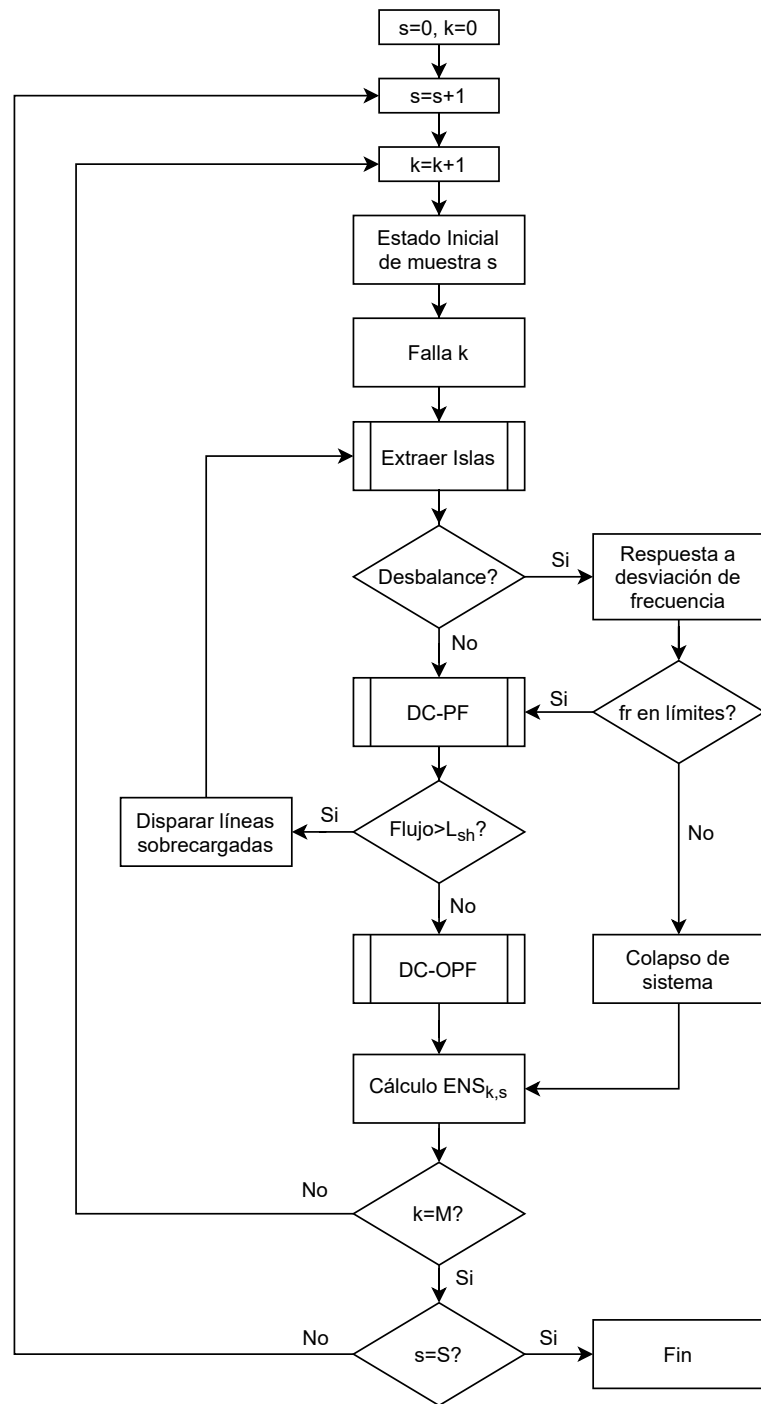 s=0, k=0
s=s+1
k=k+1
Estado Inicial
de muestra s
Falla k
Extraer Islas
Desbalance?
Si
Respuesta a
desviación de
frecuencia
No
DC-PF
Si
fr en límites?
Disparar líneas
sobrecargadas
Si
Flujo>Lsh?
No
No
DC-OPF
Colapso de
sistema
Cálculo ENSk,s
No
k=M?
Si
No
s=S?
Si
Fin